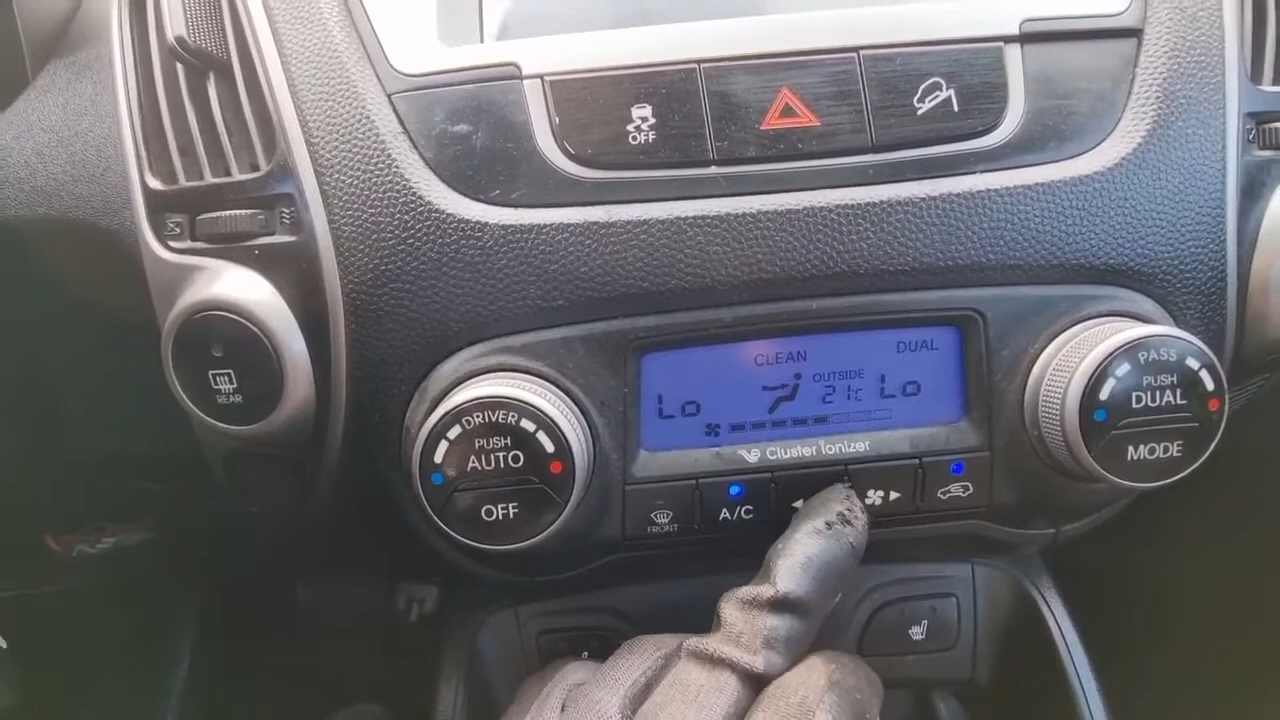 OFF
REAR
CLEAN
DUAL
OUTSIDE
Lo
21°C
Lo
Cluster ionizer
DRIVER
PUSH
AUTO
OFF
FRONT
A/C
PASS
PUSH
DUAL
MODE